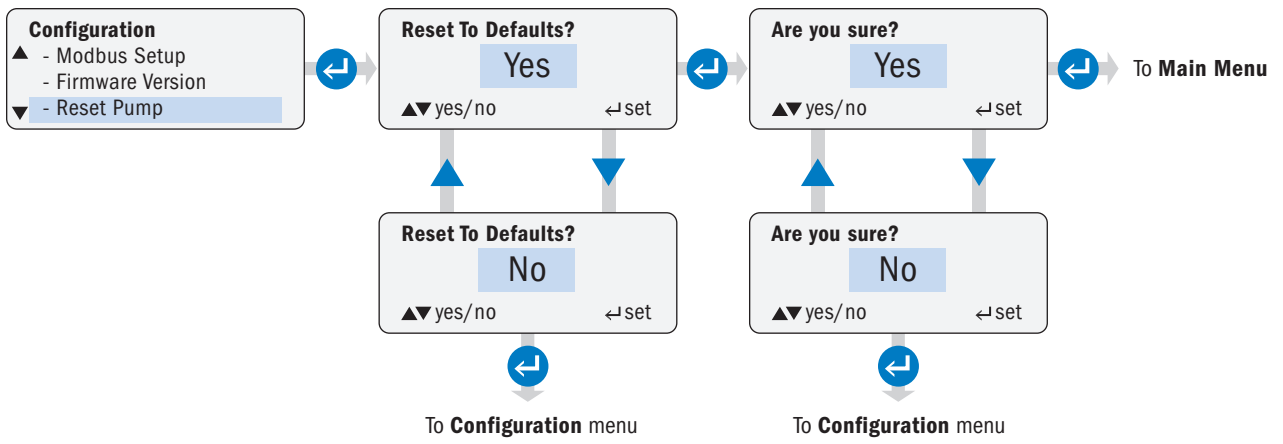 Configuration
- Modbus Setup
- Firmware Version
- Reset Pump
Reset To Defaults?
Yes
▲▼ yes/no ↵ set
Are you sure?
Yes
▲▼ yes/no ↵ set
To Main Menu
Reset To Defaults?
No
▲▼ yes/no ↵ set
Are you sure?
No
▲▼ yes/no ↵ set
To Configuration menu
To Configuration menu